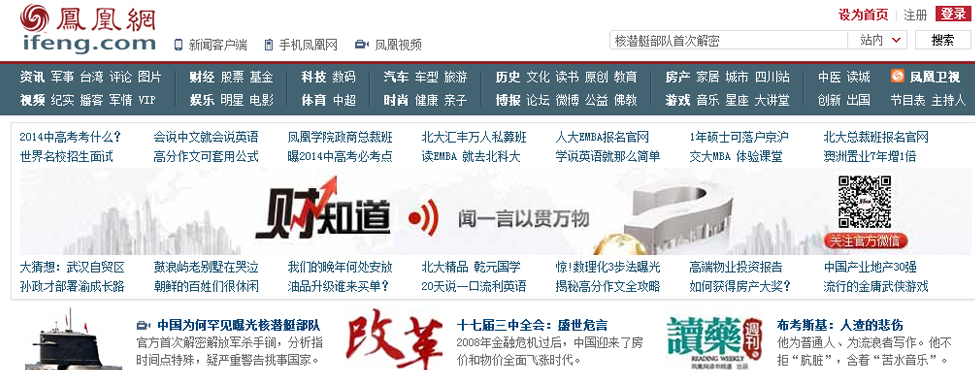 鳳凰網
ifeng.com
新闻客户端 手机凤凰网 凤凰视频
设为首页 | 注册 登录
核潜艇部队首次解密 站内 搜索
资讯 军事 台湾 评论 图片 财经 股票 基金 科技 数码 汽车 车型 旅游 历史 文化 读书 原创 教育 房产 家居 城市 四川站 中医 读城 凤凰卫视
视频 纪实 播客 军情 VIP 娱乐 明星 电影 体育 中超 时尚 健康 亲子 博报 论坛 微博 公益 佛教 游戏 音乐 星座 大讲堂 创新 出国 节目表 主持人
2014中高考考什么? 会说中文就会说英语 凤凰学院政商总裁班 北大汇丰万人私募班 人大EMBA报名官网 1年硕士可落户京沪 北大总裁班报名官网
世界名校招生面试 高分作文可套用公式 曝2014中高考必考点 读EMBA 就去北科大 学说英语就那么简单 交大MBA 体验课堂 澳洲置业7年增1倍
财知道 闻一言以贯万物
关注官方微信
大猜想：武汉自贸区 鼓浪屿老别墅在哭泣 我们的晚年何处安放 北大精品 乾元国学 惊!数理化3步法曝光 高端物业投资报告 中国产业地产30强
孙政才部署渝成长路 朝鲜的百姓们很休闲 油品升级谁来买单? 20天说一口流利英语 揭秘高分作文全攻略 如何获得房产大奖? 流行的金庸武侠游戏
中国为何罕见曝光核潜艇部队
官方首次解密解放军杀手锏，分析指
时间点特殊，疑严重警告挑事国家。
改革
十七届三中全会：盛世危言
2008年金融危机过后，中国迎来了房
价和物价全面飞涨时代。
讀藥
周刊
READING WEEKLY
凤凰网读书频道 出品
布考斯基：人渣的悲伤
他为普通人、为流浪者写作。他不
拒“肮脏”，含着“苦水音乐”。